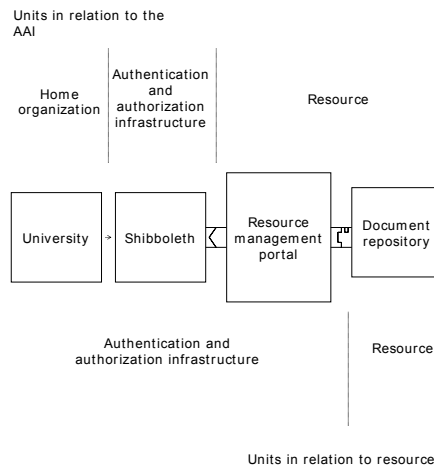 Units in relation to the
AAI
Home
organization
Authentication
and
authorization
infrastructure
Resource
University
Shibboleth
Resource
management
portal
Document
repository
Authentication and
authorization infrastructure
Resource
Units in relation to resource